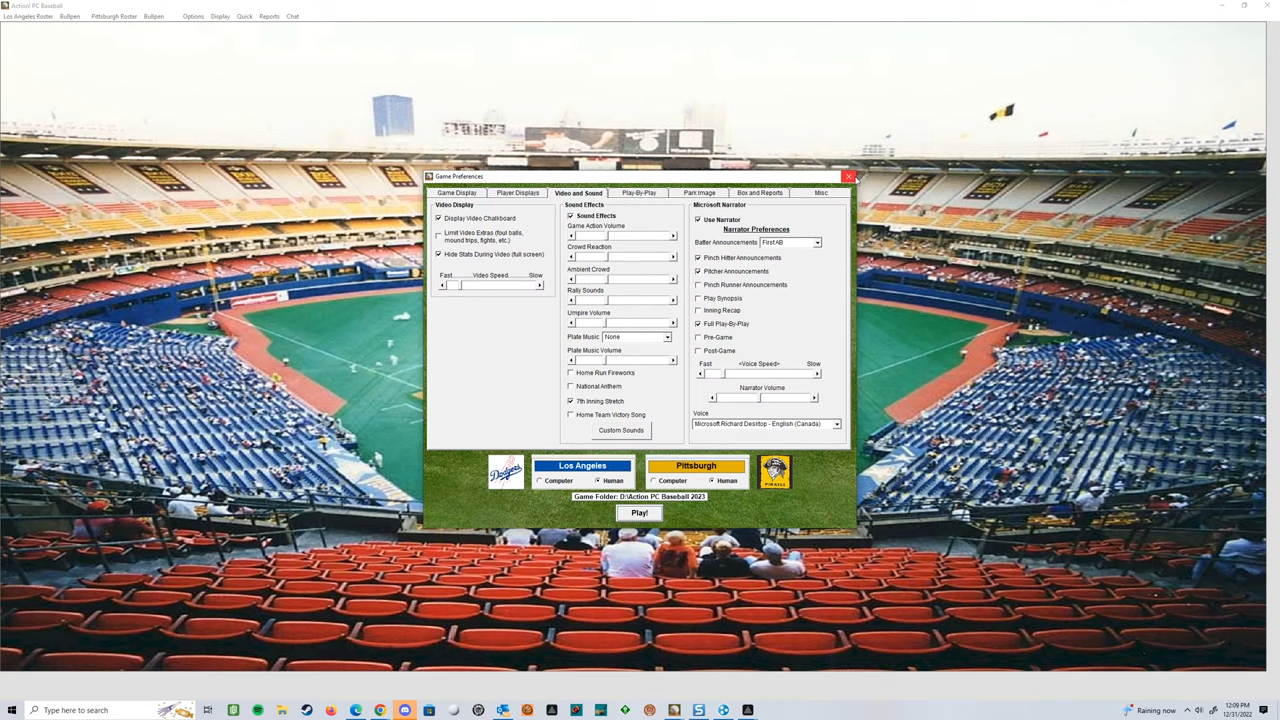 Action! PC Baseball
Los Angeles Roster Bullpen Pittsburgh Roster Bullpen Options Display Quick Reports Chat
Game Preferences
Game Display Player Displays Video and Sound Play-By-Play Park Image Box and Reports Misc
Video Display
Display Video Chalkboard
Limit Video Extras (foul balls,
mound trips, fights, etc.)
Hide Stats During Video (full screen)
Fast..........Video Speed..........Slow
Sound Effects
Sound Effects
Game Action Volume
Crowd Reaction
Ambient Crowd
Rally Sounds
Umpire Volume
Plate Music None
Plate Music Volume
Home Run Fireworks
National Anthem
7th Inning Stretch
Home Team Victory Song
Custom Sounds
Microsoft Narrator
Use Narrator
Narrator Preferences
Batter Announcements First AB
Pinch Hitter Announcements
Pitcher Announcements
Pinch Runner Announcements
Play Synopsis
Inning Recap
Full Play-By-Play
Pre-Game
Post-Game
Fast <Voice Speed> Slow
Narrator Volume
Voice
Microsoft Richard Desktop - English (Canada)
Dodgers
Los Angeles
Computer Human
Pittsburgh
Computer Human
PIRATES
Game Folder: D:\Action PC Baseball 2023
Play!
Type here to search
Raining now
12:09 PM
12/31/2022